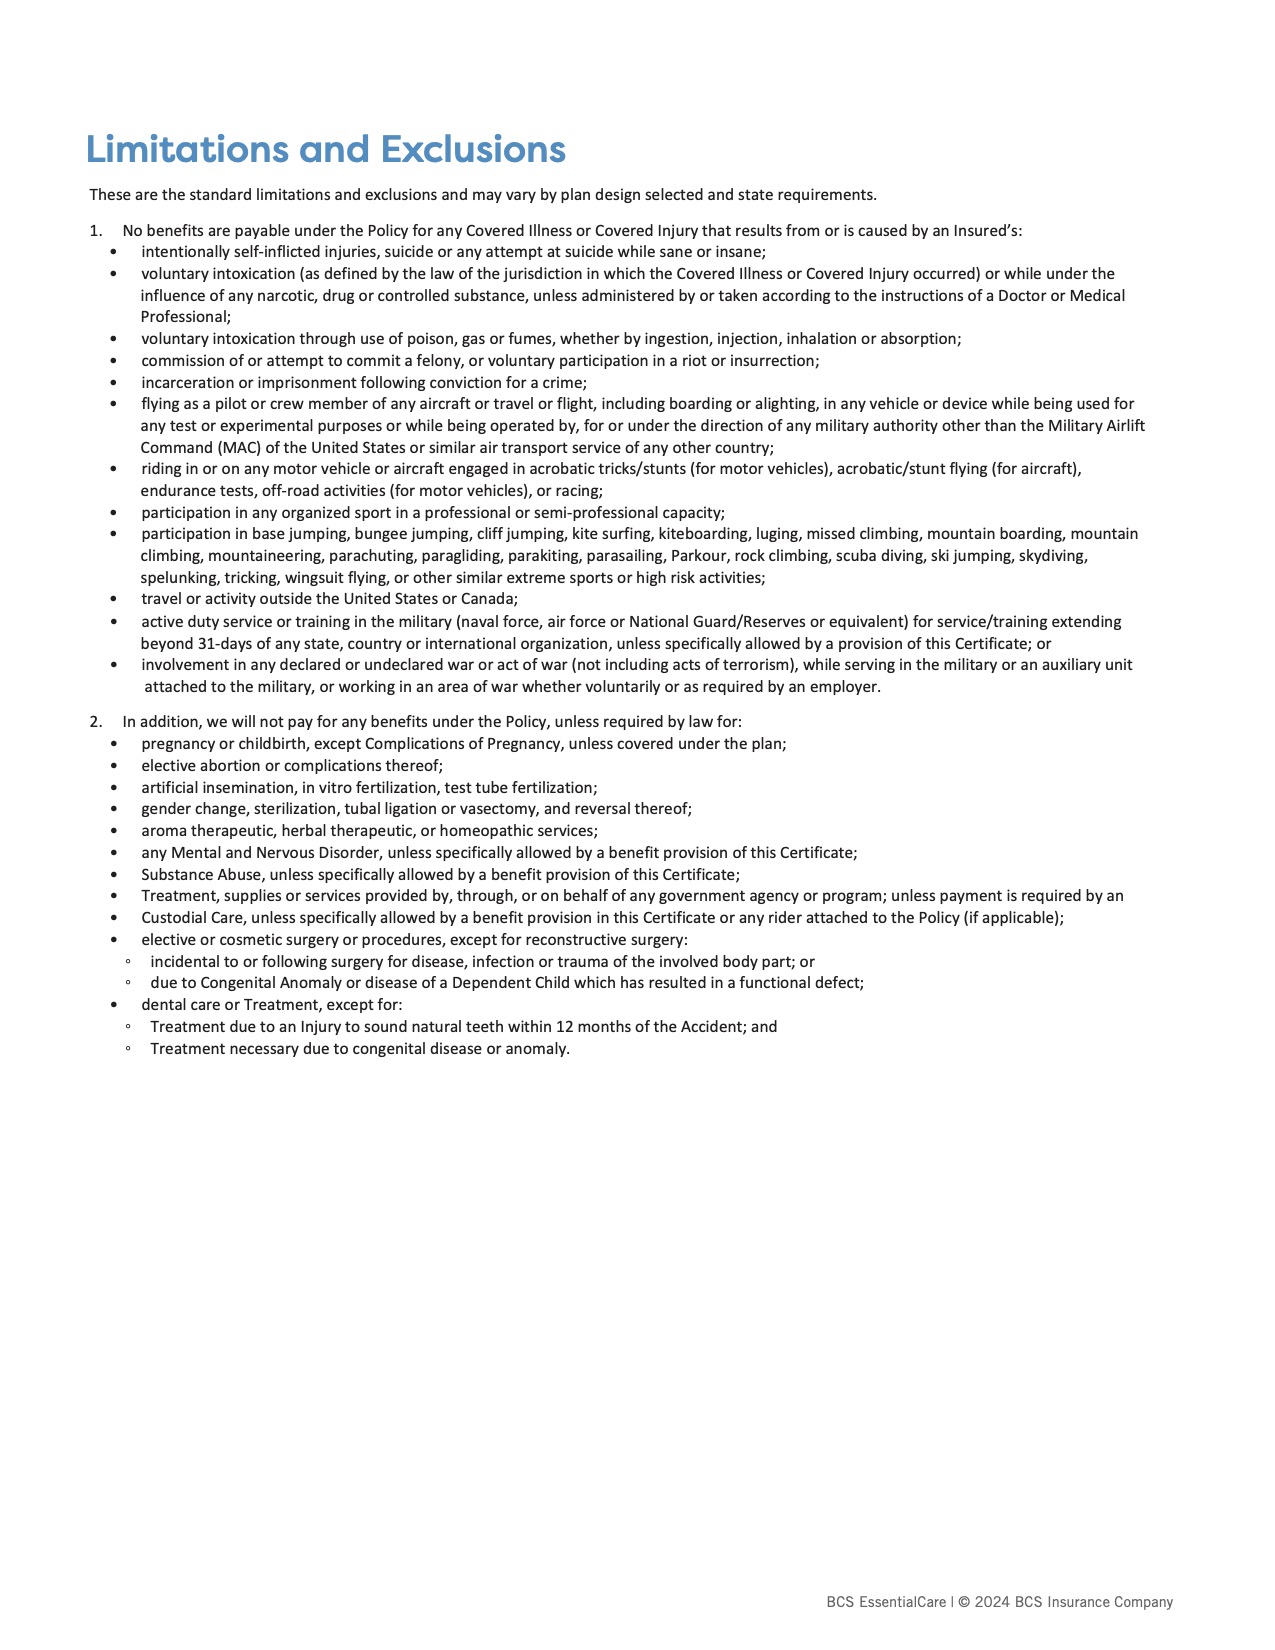 Limitations and Exclusions
These are the standard limitations and exclusions and may vary by plan design selected and state requirements.
1. No benefits are payable under the Policy for any Covered Illness or Covered Injury that results from or is caused by an Insured’s:
• intentionally self-inflicted injuries, suicide or any attempt at suicide while sane or insane;
• voluntary intoxication (as defined by the law of the jurisdiction in which the Covered Illness or Covered Injury occurred) or while under the
influence of any narcotic, drug or controlled substance, unless administered by or taken according to the instructions of a Doctor or Medical
Professional;
• voluntary intoxication through use of poison, gas or fumes, whether by ingestion, injection, inhalation or absorption;
• commission of or attempt to commit a felony, or voluntary participation in a riot or insurrection;
• incarceration or imprisonment following conviction for a crime;
• flying as a pilot or crew member of any aircraft or travel or flight, including boarding or alighting, in any vehicle or device while being used for
any test or experimental purposes or while being operated by, for or under the direction of any military authority other than the Military Airlift
Command (MAC) of the United States or similar air transport service of any other country;
• riding in or on any motor vehicle or aircraft engaged in acrobatic tricks/stunts (for motor vehicles), acrobatic/stunt flying (for aircraft),
endurance tests, off-road activities (for motor vehicles), or racing;
• participation in any organized sport in a professional or semi-professional capacity;
• participation in base jumping, bungee jumping, cliff jumping, kite surfing, kiteboarding, luging, missed climbing, mountain boarding, mountain
climbing, mountaineering, parachuting, paragliding, parakiting, parasailing, Parkour, rock climbing, scuba diving, ski jumping, skydiving,
spelunking, tricking, wingsuit flying, or other similar extreme sports or high risk activities;
• travel or activity outside the United States or Canada;
• active duty service or training in the military (naval force, air force or National Guard/Reserves or equivalent) for service/training extending
beyond 31-days of any state, country or international organization, unless specifically allowed by a provision of this Certificate; or
• involvement in any declared or undeclared war or act of war (not including acts of terrorism), while serving in the military or an auxiliary unit
attached to the military, or working in an area of war whether voluntarily or as required by an employer.
2. In addition, we will not pay for any benefits under the Policy, unless required by law for:
• pregnancy or childbirth, except Complications of Pregnancy, unless covered under the plan;
• elective abortion or complications thereof;
• artificial insemination, in vitro fertilization, test tube fertilization;
• gender change, sterilization, tubal ligation or vasectomy, and reversal thereof;
• aroma therapeutic, herbal therapeutic, or homeopathic services;
• any Mental and Nervous Disorder, unless specifically allowed by a benefit provision of this Certificate;
• Substance Abuse, unless specifically allowed by a benefit provision of this Certificate;
• Treatment, supplies or services provided by, through, or on behalf of any government agency or program; unless payment is required by an
• Custodial Care, unless specifically allowed by a benefit provision in this Certificate or any rider attached to the Policy (if applicable);
• elective or cosmetic surgery or procedures, except for reconstructive surgery:
◦ incidental to or following surgery for disease, infection or trauma of the involved body part; or
◦ due to Congenital Anomaly or disease of a Dependent Child which has resulted in a functional defect;
• dental care or Treatment, except for:
◦ Treatment due to an Injury to sound natural teeth within 12 months of the Accident; and
◦ Treatment necessary due to congenital disease or anomaly.
BCS EssentialCare | © 2024 BCS Insurance Company